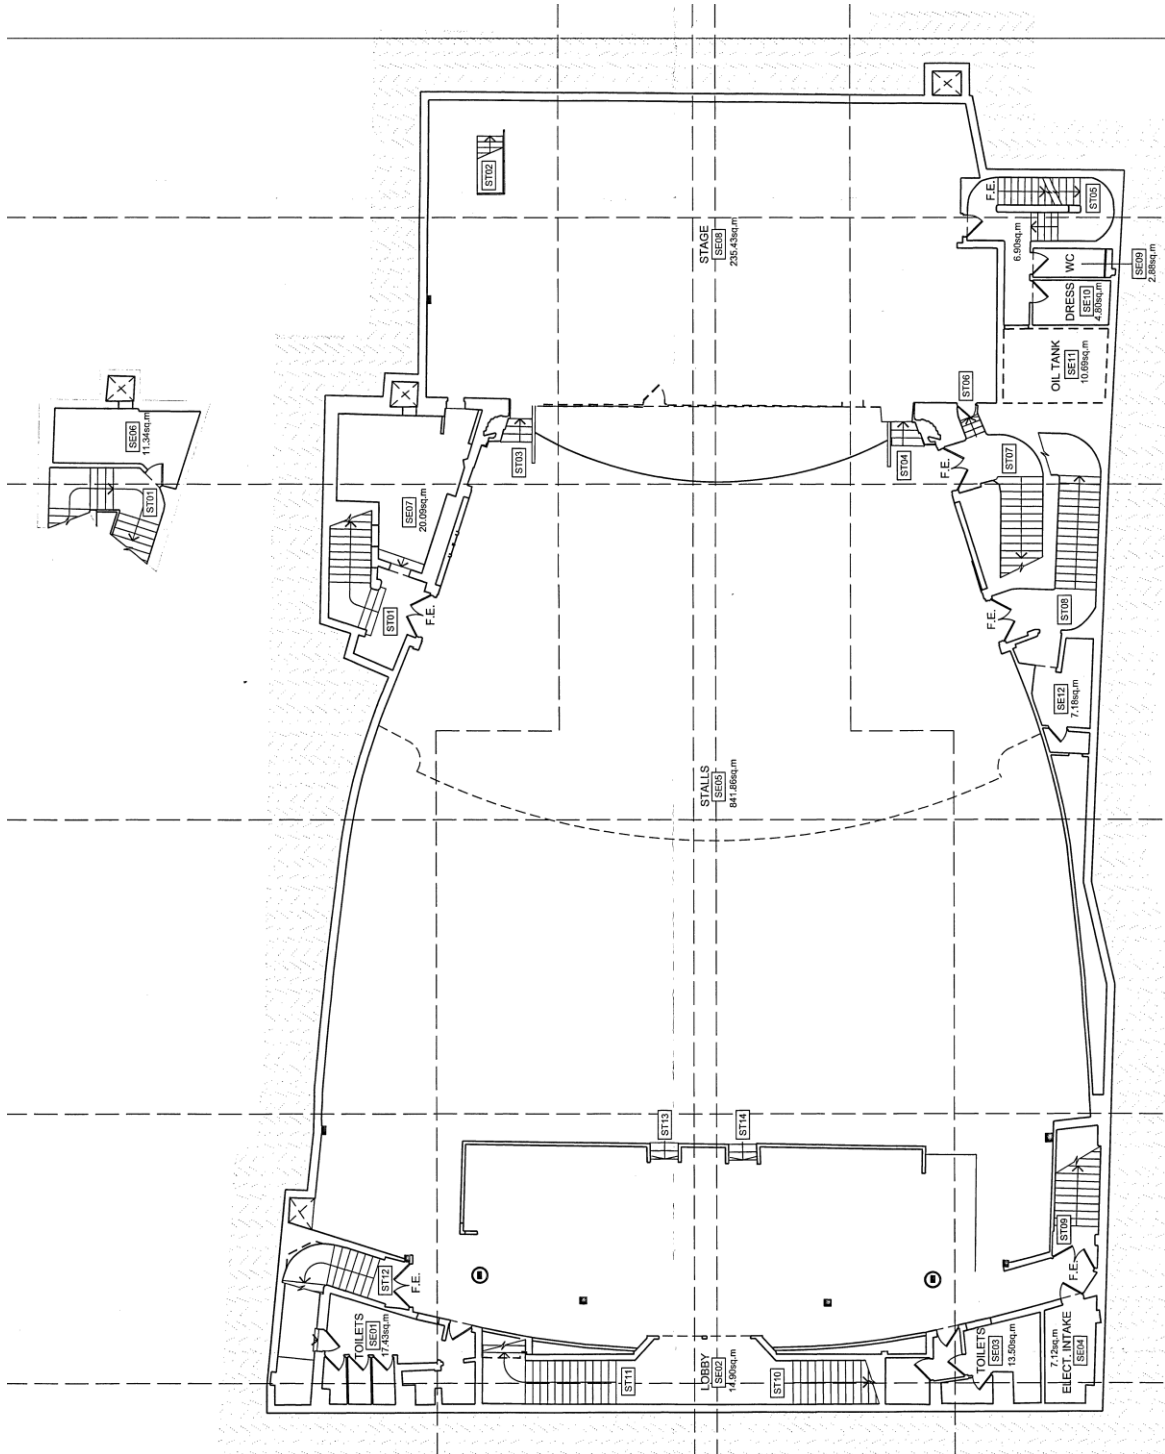 ST02
STAGE
SE08
235.43sq.m
F.E.
ST05
6.90sq.m
WC
SE09
2.88sq.m
DRESS
SE10
4.80sq.m
OIL TANK
SE11
10.69sq.m
SE06
11.34sq.m
ST01
ST03
ST04
ST06
F.E.
ST07
SE07
20.09sq.m
ST01
F.E.
F.E.
ST08
SE12
7.18sq.m
STALLS
SE05
841.86sq.m
ST13
ST14
ST09
F.E.
ST12
F.E.
TOILETS
SE01
17.43sq.m
ST11
LOBBY
SE02
14.90sq.m
ST10
TOILETS
SE03
13.50sq.m
7.12sq.m
ELECT. INTAKE
SE04